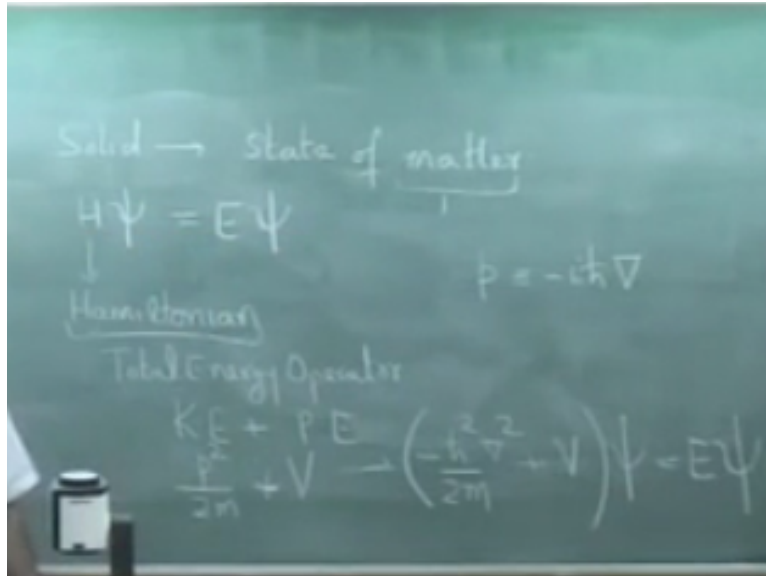 Solid → State of matter
Hψ = Eψ
p = -iħ∇
↓
Hamiltonian
Total Energy Operator
KE + PE
p²/2m + V → (-ħ²∇²/2m + V)ψ = Eψ